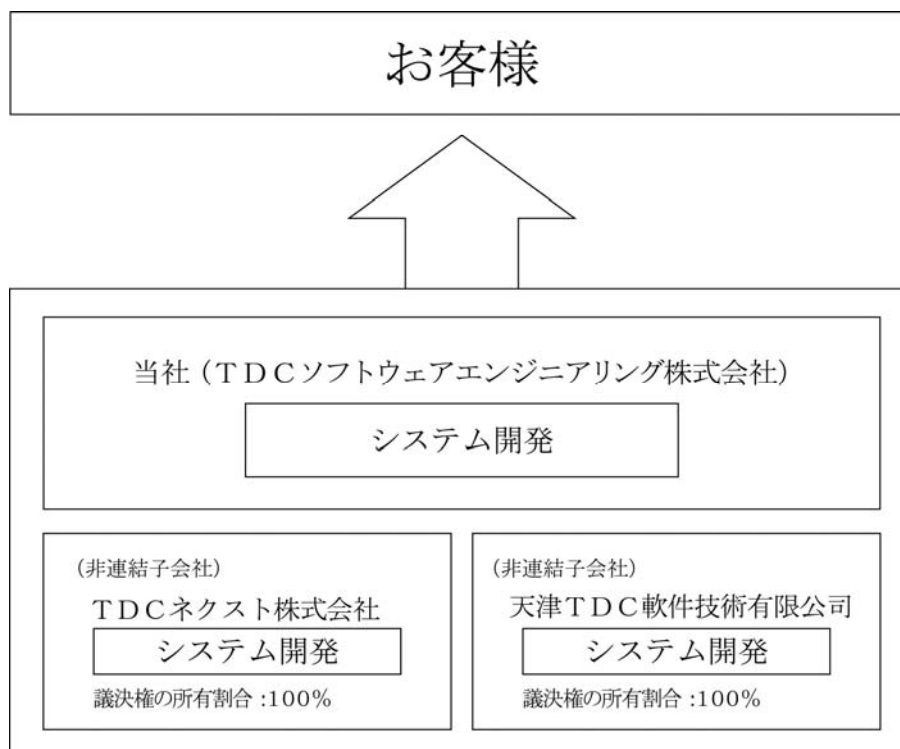 お客様
当社(TDCソフトウェアエンジニアリング株式会社)
システム開発
(非連結子会社)
TDCネクスト株式会社
システム開発
議決権の所有割合:100%
(非連結子会社)
天津TDC軟件技術有限公司
システム開発
議決権の所有割合:100%